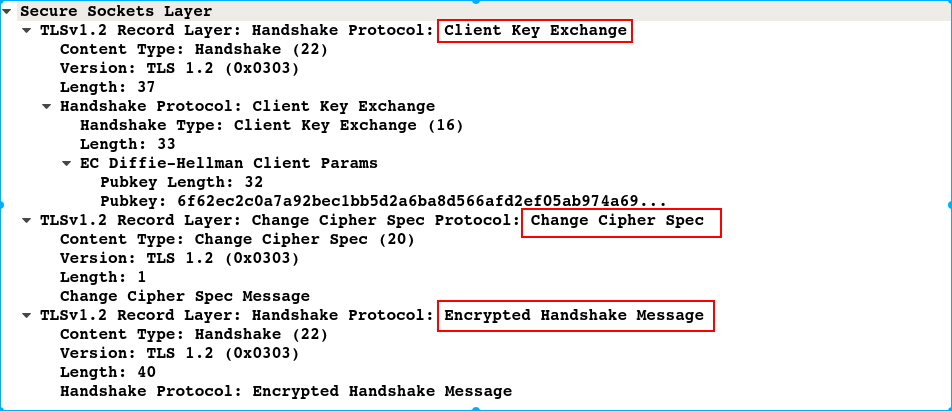 Secure Sockets Layer
TLSv1.2 Record Layer: Handshake Protocol: Client Key Exchange
Content Type: Handshake (22)
Version: TLS 1.2 (0x0303)
Length: 37
Handshake Protocol: Client Key Exchange
Handshake Type: Client Key Exchange (16)
Length: 33
EC Diffie-Hellman Client Params
Pubkey Length: 32
Pubkey: 6f62ec2c0a7a92bec1bb5d2a6ba8d566afd2ef05ab974a69...
TLSv1.2 Record Layer: Change Cipher Spec Protocol: Change Cipher Spec
Content Type: Change Cipher Spec (20)
Version: TLS 1.2 (0x0303)
Length: 1
Change Cipher Spec Message
TLSv1.2 Record Layer: Handshake Protocol: Encrypted Handshake Message
Content Type: Handshake (22)
Version: TLS 1.2 (0x0303)
Length: 40
Handshake Protocol: Encrypted Handshake Message